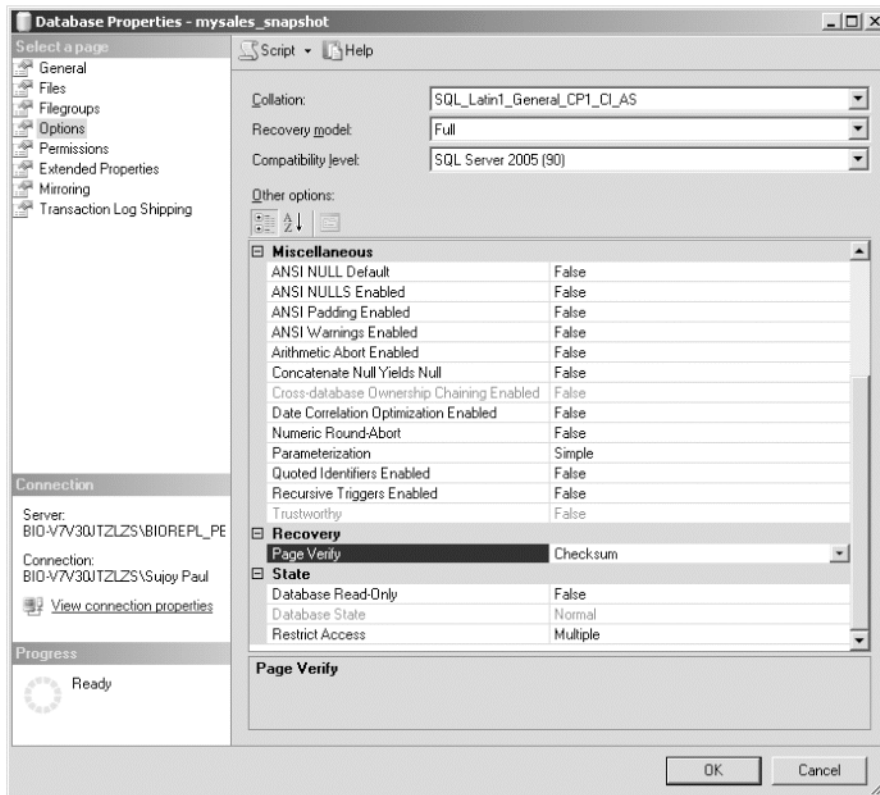 Database Properties - mysales_snapshot
Select a page
General
Files
Filegroups
Options
Permissions
Extended Properties
Mirroring
Transaction Log Shipping
Connection
Server:
BIO-V7V30JTZLZS\BIOREPL_PE
Connection:
BIO-V7V30JTZLZS\Sujoy Paul
View connection properties
Progress
Ready
Script Help
Collation: SQL_Latin1_General_CP1_CI_AS
Recovery model: Full
Compatibility level: SQL Server 2005 (90)
Other options:
Miscellaneous
ANSI NULL Default False
ANSI NULLS Enabled False
ANSI Padding Enabled False
ANSI Warnings Enabled False
Arithmetic Abort Enabled False
Concatenate Null Yields Null False
Cross-database Ownership Chaining Enabled False
Date Correlation Optimization Enabled False
Numeric Round-Abort False
Parameterization Simple
Quoted Identifiers Enabled False
Recursive Triggers Enabled False
Trustworthy False
Recovery
Page Verify Checksum
State
Database Read-Only False
Database State Normal
Restrict Access Multiple
Page Verify
OK Cancel